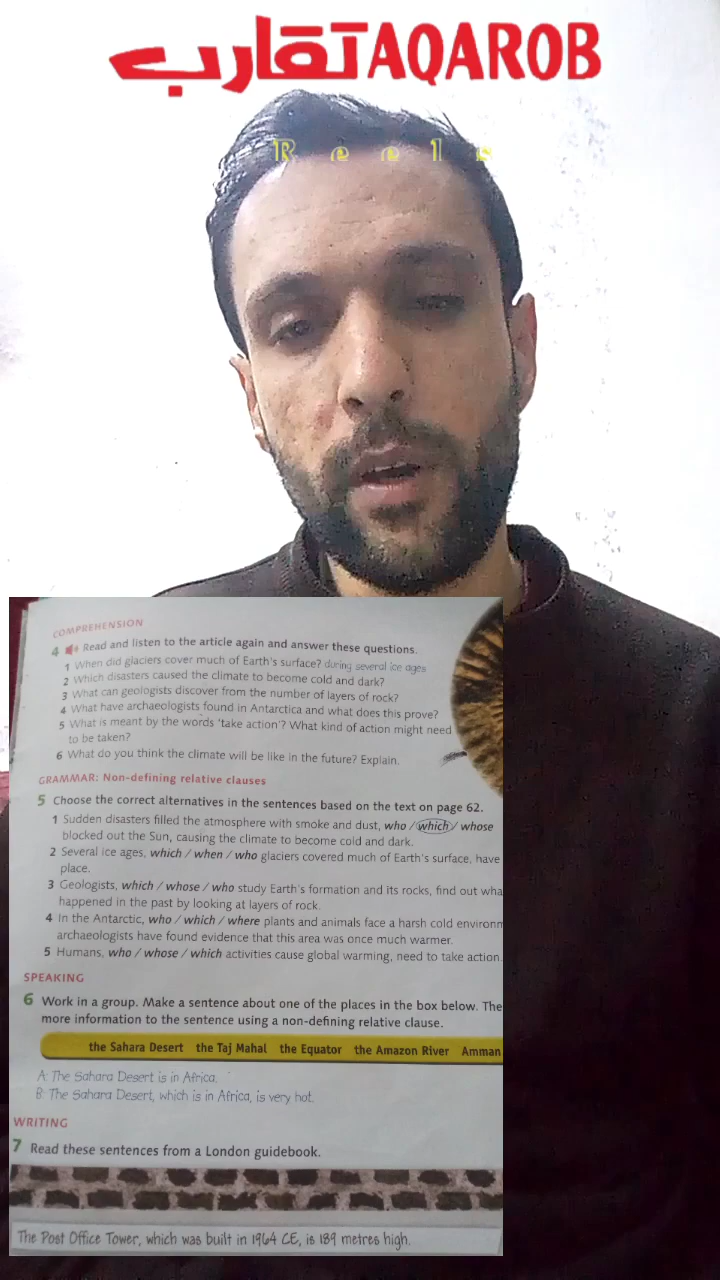 تقارب TAQAROB
Reels
COMPREHENSION
4 Read and listen to the article again and answer these questions.
1 When did glaciers cover much of Earth's surface? during several ice ages
2 Which disasters caused the climate to become cold and dark?
3 What can geologists discover from the number of layers of rock?
4 What have archaeologists found in Antarctica and what does this prove?
5 What is meant by the words 'take action'? What kind of action might need
to be taken?
6 What do you think the climate will be like in the future? Explain.
GRAMMAR: Non-defining relative clauses
5 Choose the correct alternatives in the sentences based on the text on page 62.
1 Sudden disasters filled the atmosphere with smoke and dust, who / which / whose
blocked out the Sun, causing the climate to become cold and dark.
2 Several ice ages, which / when / who glaciers covered much of Earth's surface, have
place.
3 Geologists, which / whose / who study Earth's formation and its rocks, find out wha
happened in the past by looking at layers of rock.
4 In the Antarctic, who / which / where plants and animals face a harsh cold environm
archaeologists have found evidence that this area was once much warmer.
5 Humans, who / whose / which activities cause global warming, need to take action.
SPEAKING
6 Work in a group. Make a sentence about one of the places in the box below. The
more information to the sentence using a non-defining relative clause.
the Sahara Desert the Taj Mahal the Equator the Amazon River Amman
A: The Sahara Desert is in Africa.
B: The Sahara Desert, which is in Africa, is very hot.
WRITING
7 Read these sentences from a London guidebook.
The Post Office Tower, which was built in 1964 CE, is 189 metres high.